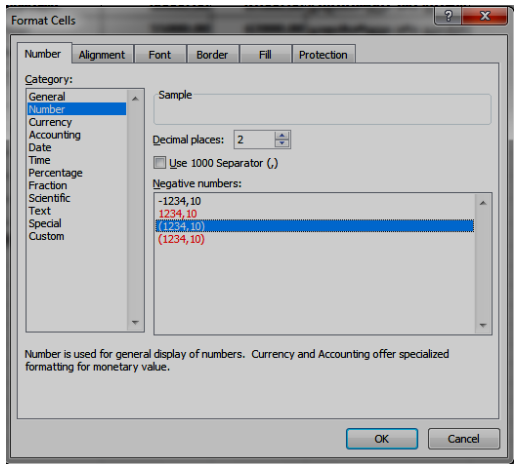 Format Cells
?
X
Number Alignment Font Border Fill Protection
Category:
General
Number
Currency
Accounting
Date
Time
Percentage
Fraction
Scientific
Text
Special
Custom
Sample
Decimal places: 2
Use 1000 Separator (,)
Negative numbers:
-1234,10
1234,10
(1234,10)
(1234,10)
Number is used for general display of numbers. Currency and Accounting offer specialized
formatting for monetary value.
OK Cancel